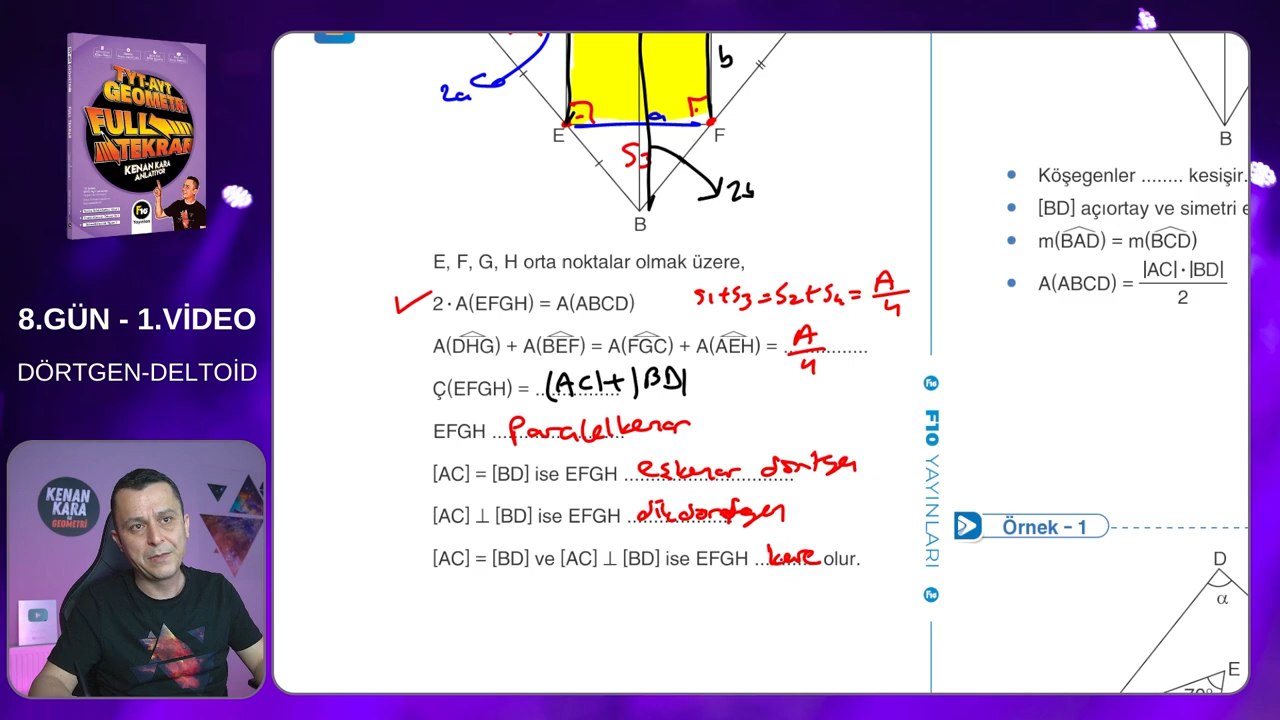 TYT-AYT
GEOMETRİ
FULL
TEKRAR
KENAN KARA
ANLATIYOR
F10
8.GÜN - 1.VİDEO
DÖRTGEN-DELTOİD
KENAN
KARA
ile
GEOMETRİ
2a
b
E
a
F
S3
2b
B
E, F, G, H orta noktalar olmak üzere,
2 · A(EFGH) = A(ABCD)
s1+s3 = s2+s4 = A/4
A(DHG) + A(BEF) = A(FGC) + A(AEH) = A/4
Ç(EFGH) = |AC|+|BD|
EFGH paralelkenar
[AC] = [BD] ise EFGH eşkenar dörtgen
[AC] ⊥ [BD] ise EFGH dikdörtgen
[AC] = [BD] ve [AC] ⊥ [BD] ise EFGH kare olur.
F10 YAYINLARI
B
• Köşegenler ........ kesişir.
• [BD] açıortay ve simetri e
• m(BAD) = m(BCD)
• A(ABCD) = |AC| · |BD| / 2
Örnek – 1
D
α
E
70°